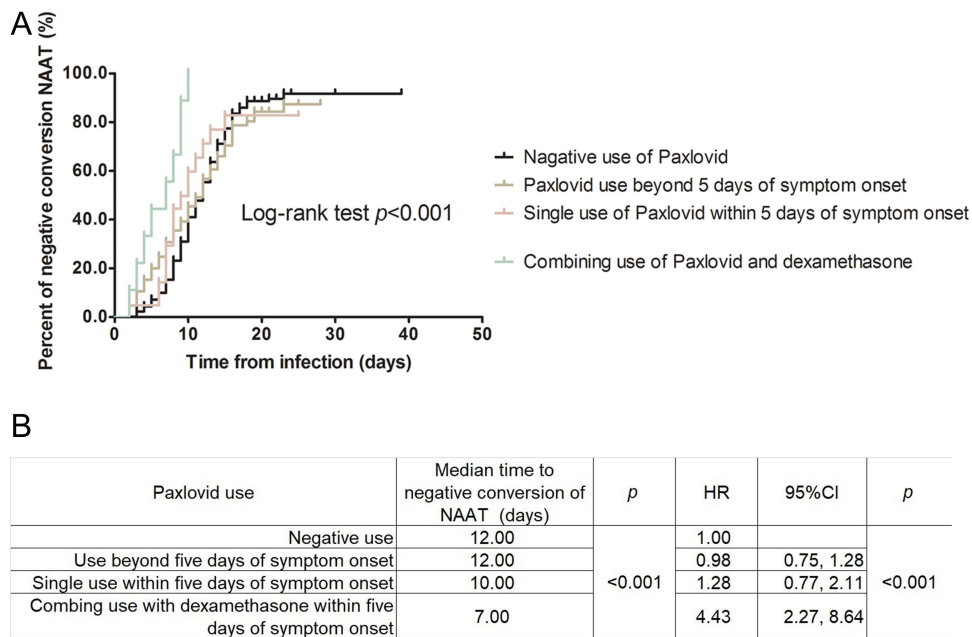 A
Percent of negative conversion NAAT (%)
100.0
80.0
60.0
40.0
20.0
0.0
0 10 20 30 40 50
Time from infection (days)
Log-rank test p<0.001
Nagative use of Paxlovid
Paxlovid use beyond 5 days of symptom onset
Single use of Paxlovid within 5 days of symptom onset
Combining use of Paxlovid and dexamethasone
B
Paxlovid use
Median time to
negative conversion of
NAAT (days)
p
HR
95%CI
p
Negative use 12.00 1.00
Use beyond five days of symptom onset 12.00 0.98 0.75, 1.28
Single use within five days of symptom onset 10.00 <0.001 1.28 0.77, 2.11 <0.001
Combing use with dexamethasone within five
days of symptom onset
7.00 4.43 2.27, 8.64